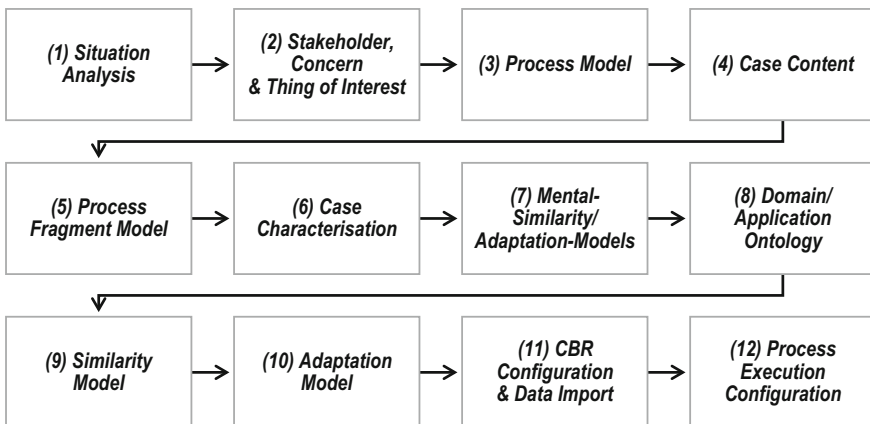 (1) Situation
Analysis
(2) Stakeholder,
Concern
& Thing of Interest
(3) Process Model
(4) Case Content
(5) Process
Fragment Model
(6) Case
Characterisation
(7) Mental-
Similarity/
Adaptation-Models
(8) Domain/
Application
Ontology
(9) Similarity
Model
(10) Adaptation
Model
(11) CBR
Configuration
& Data Import
(12) Process
Execution
Configuration